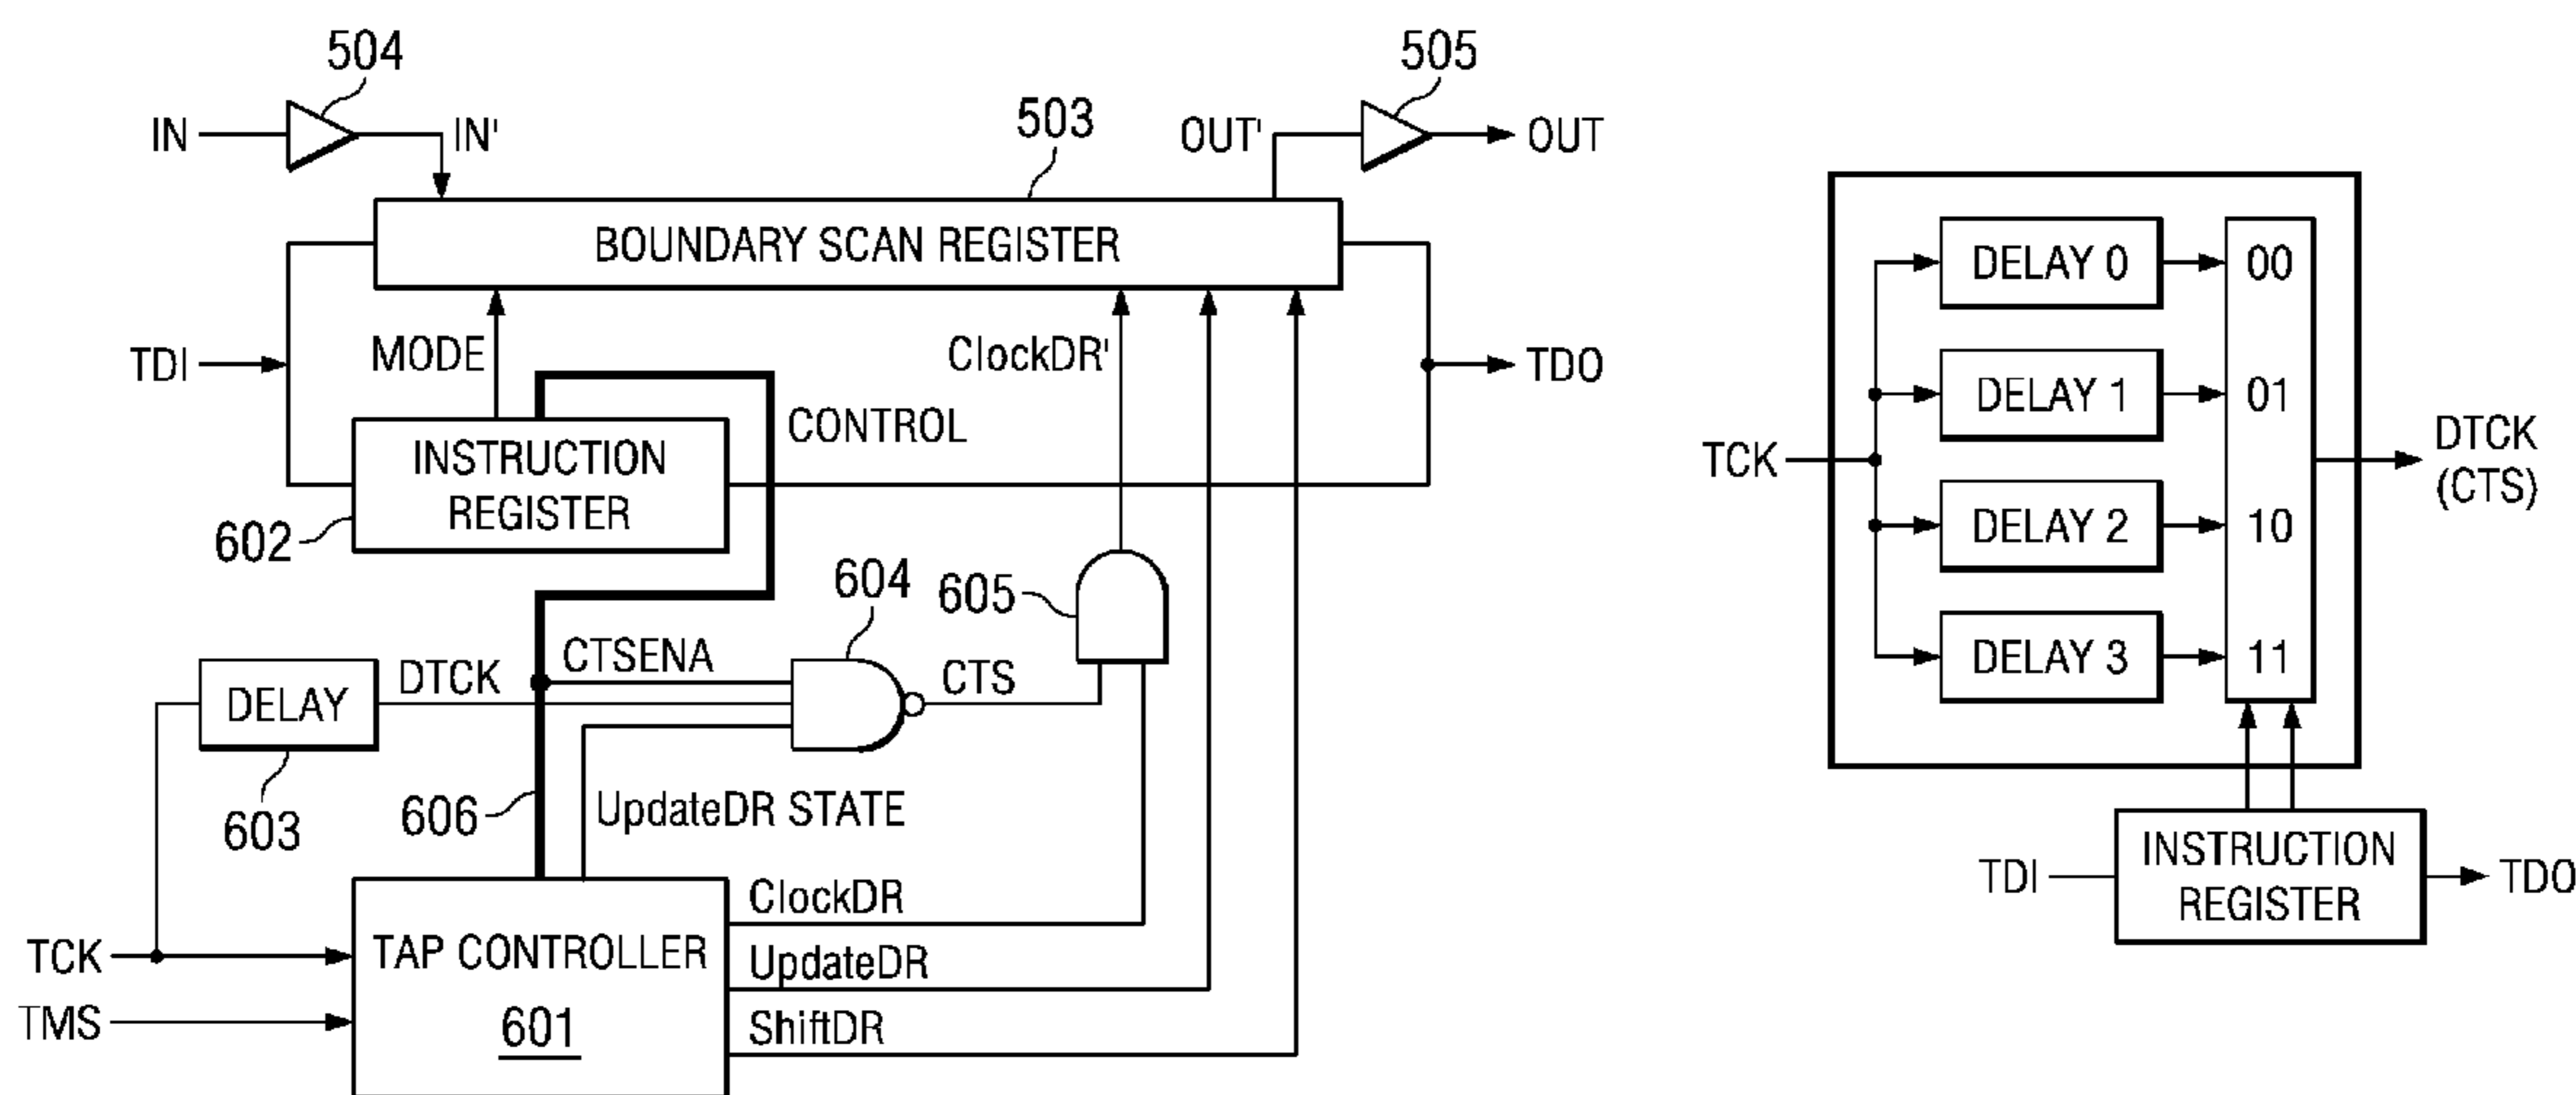 504
505
IN
IN'
503
OUT'
OUT
BOUNDARY SCAN REGISTER
TDI
MODE
ClockDR'
TDO
CONTROL
INSTRUCTION
REGISTER
602
604
605
CTSENA
DELAY
DTCK
CTS
603
606
UpdateDR STATE
TCK
TMS
TAP CONTROLLER
601
ClockDR
UpdateDR
ShiftDR
DELAY 0
00
DELAY 1
01
TCK
DTCK
(CTS)
DELAY 2
10
DELAY 3
11
TDI
INSTRUCTION
REGISTER
TDO